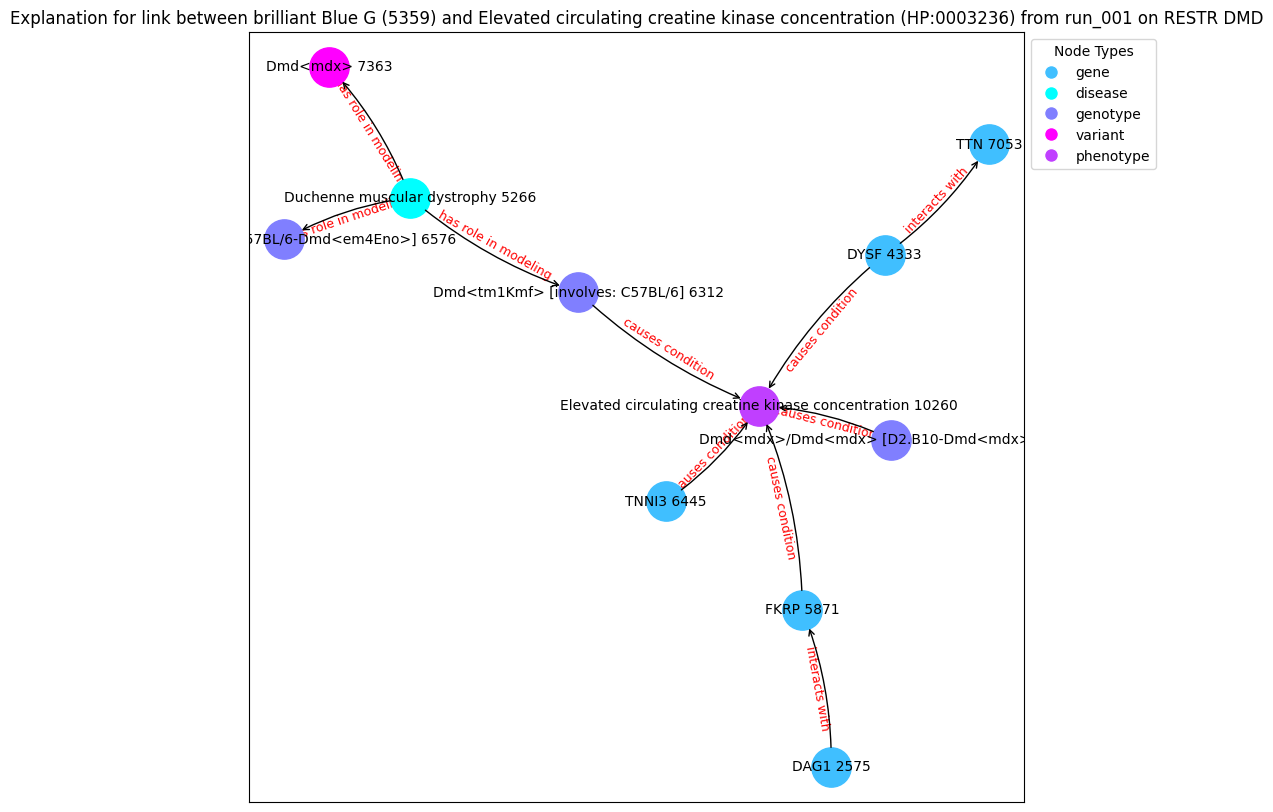 Explanation for link between brilliant Blue G (5359) and Elevated circulating creatine kinase concentration (HP:0003236) from run_001 on RESTR DMD
Node Types
gene
disease
genotype
variant
phenotype
Dmd<mdx> 7363
as role in modelin
TTN 7053
interacts with
Duchenne muscular dystrophy 5266
role in model
57BL/6-Dmd<em4Eno>] 6576
has role in modeling
DYSF 4333
Dmd<tm1Kmf> [involves: C57BL/6] 6312
causes condition
causes condition
Elevated circulating creatine kinase concentration 10260
auses condition
Dmd<mdx>/Dmd<mdx> [D2.B10-Dmd<mdx>
auses condition
TNNI3 6445
causes condition
FKRP 5871
interacts with
DAG1 2575